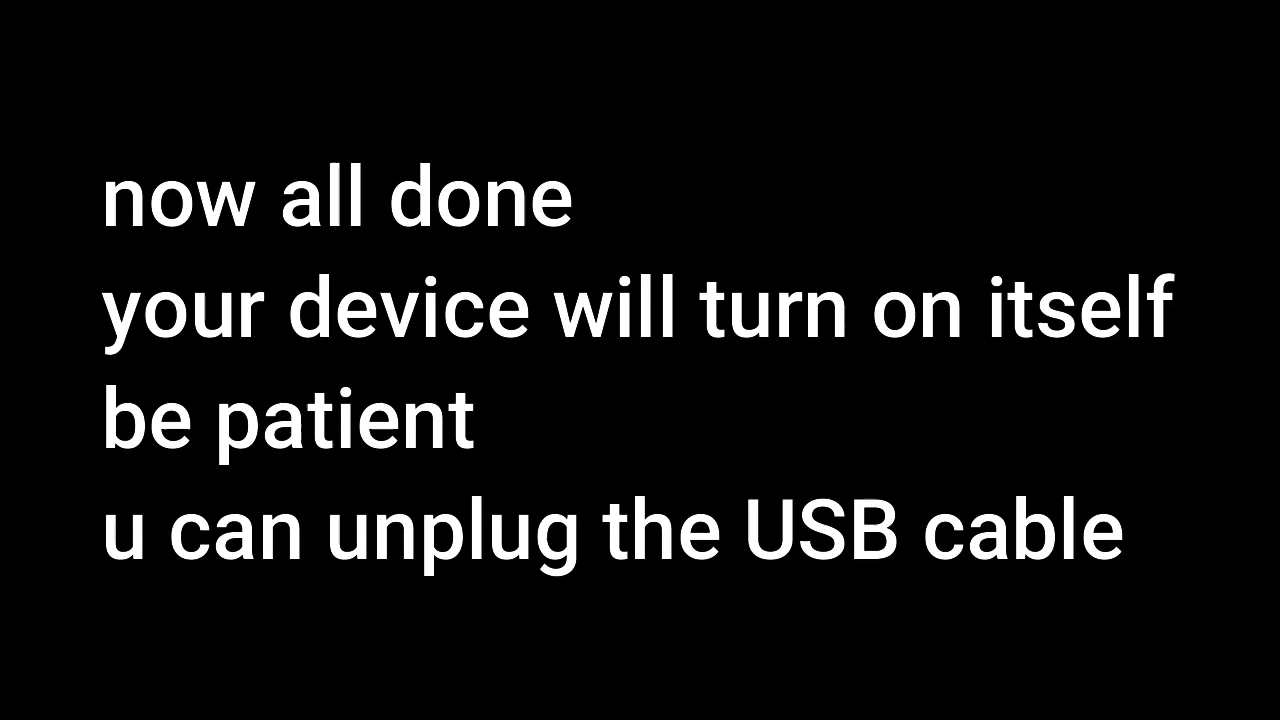 now all done
your device will turn on itself
be patient
u can unplug the USB cable